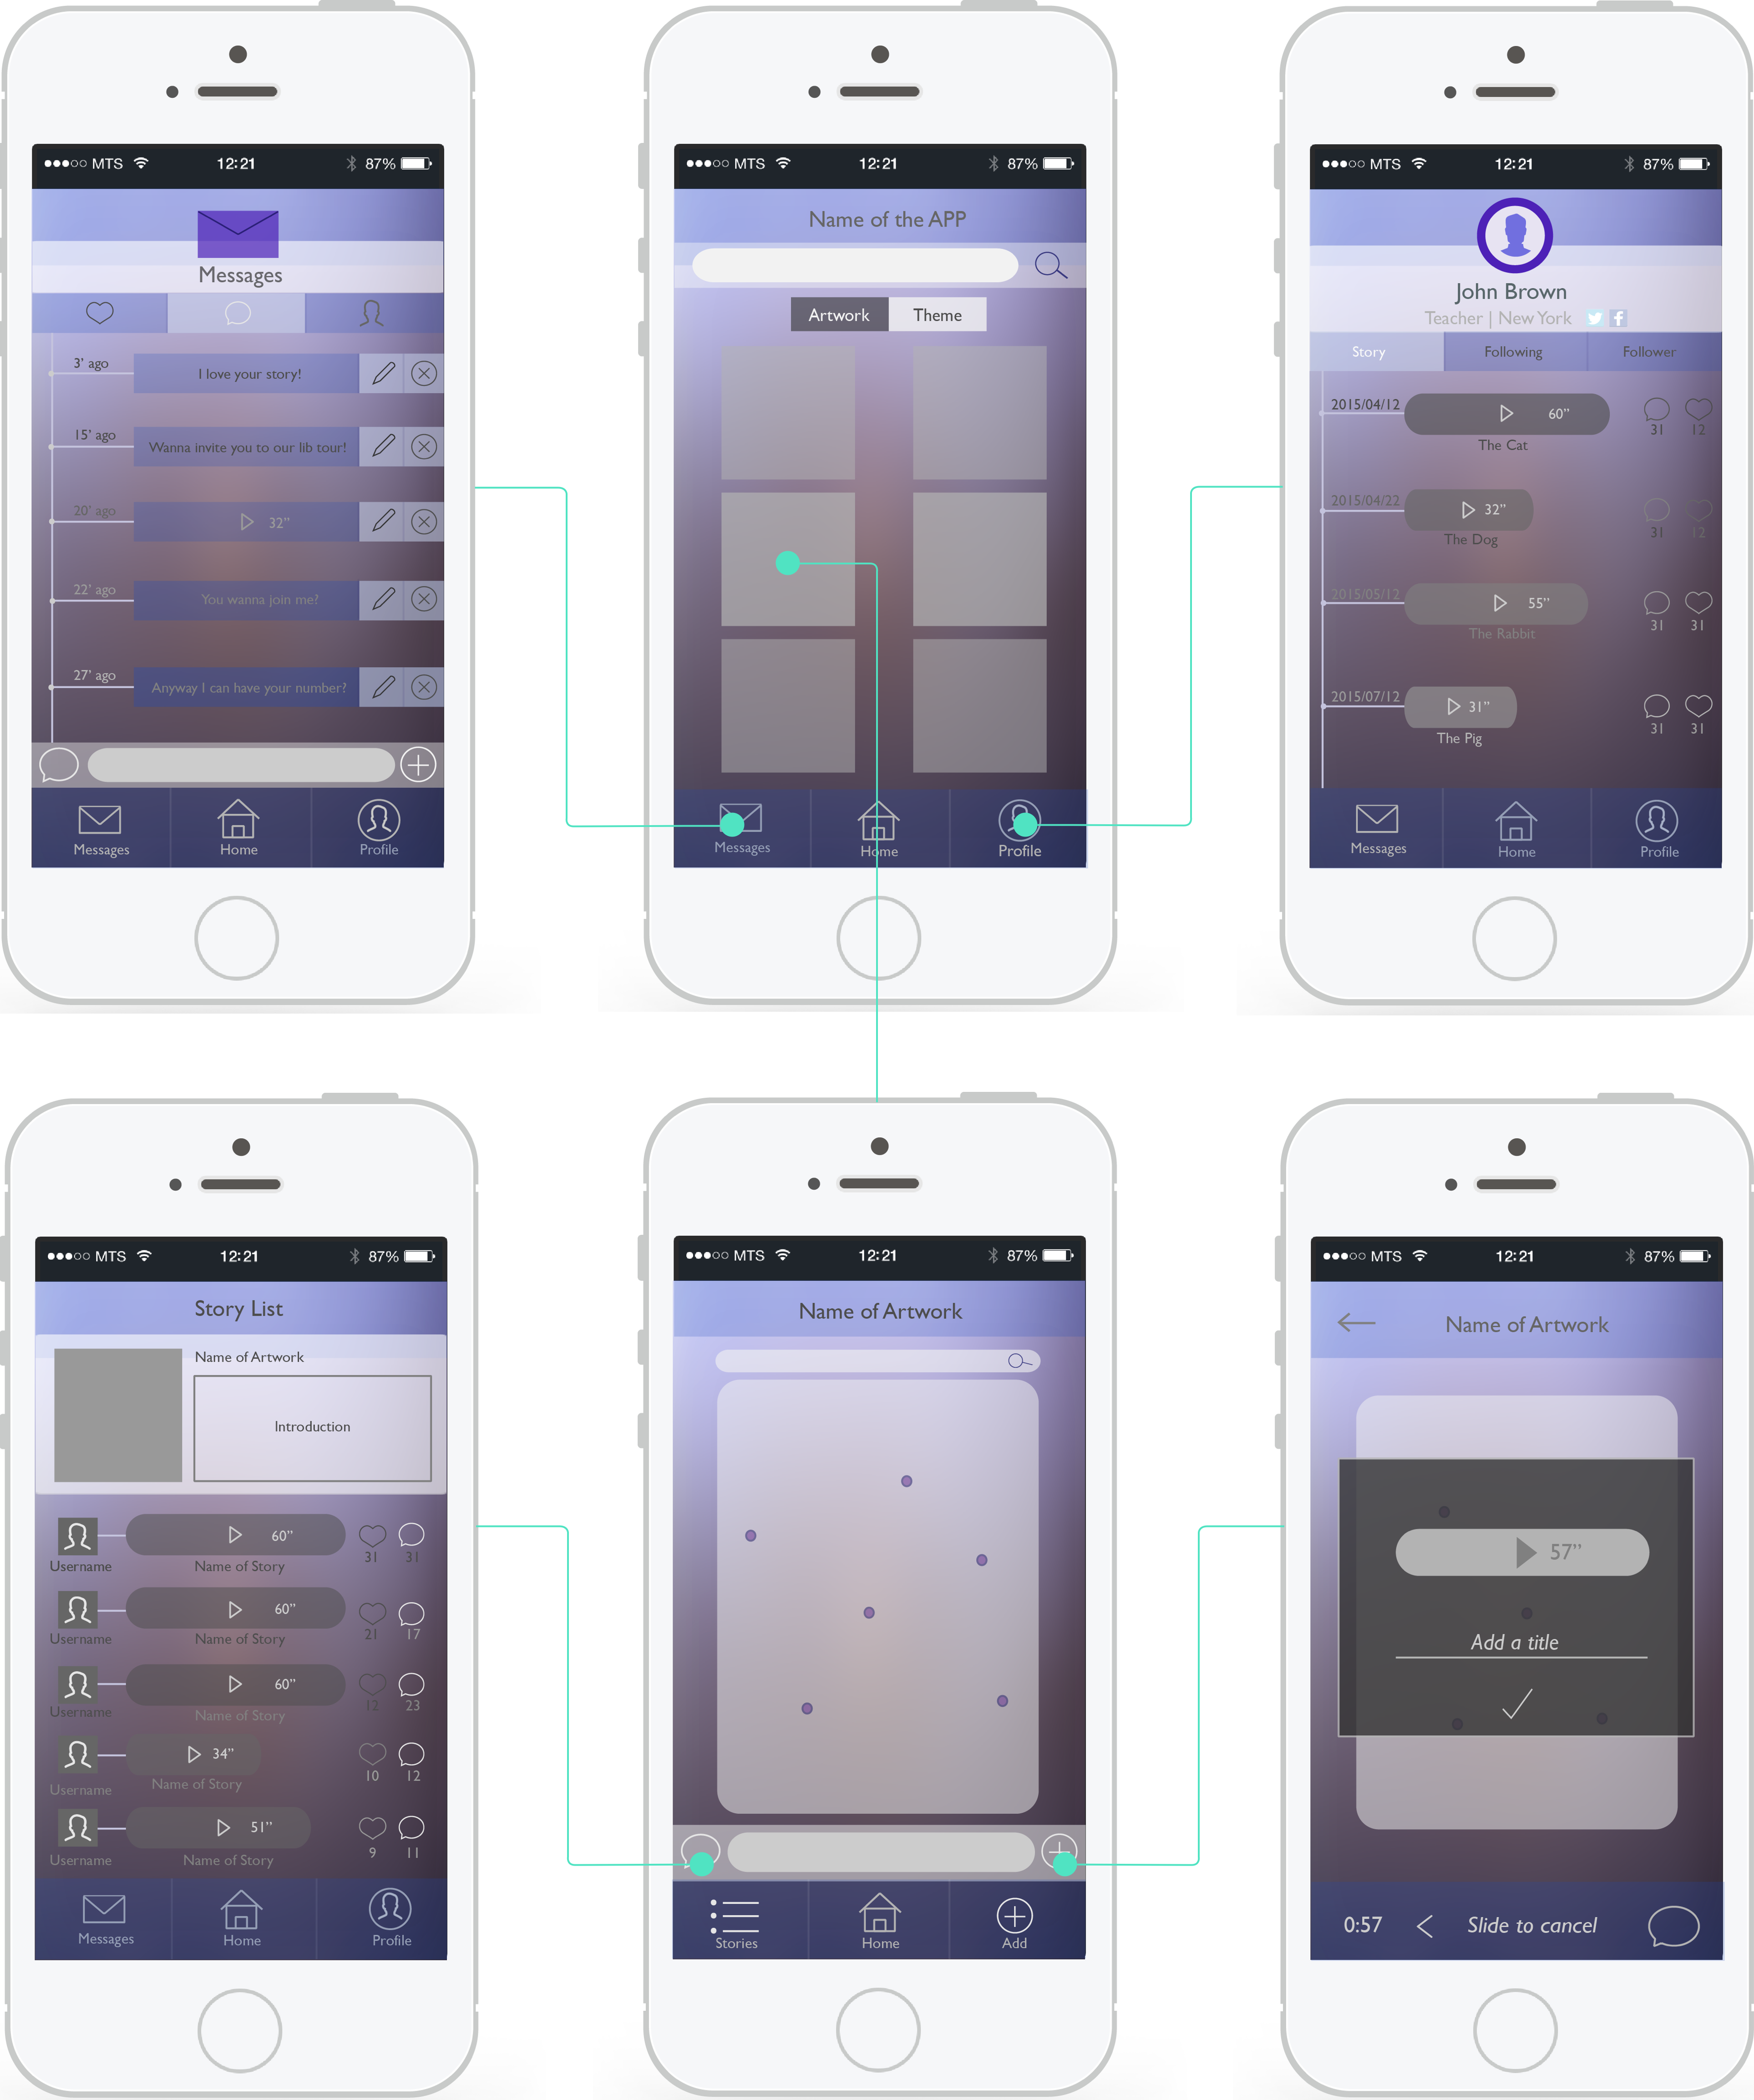 MTS 12:21 87%
Messages
3’ ago
I love your story!
15’ ago
Wanna invite you to our lib tour!
20’ ago
32”
22’ ago
You wanna join me?
27’ ago
Anyway I can have your number?
Messages Home Profile
MTS 12:21 87%
Name of the APP
Artwork Theme
Messages Home Profile
MTS 12:21 87%
John Brown
Teacher | New York
Story Following Follower
2015/04/12 60”
31 12
The Cat
2015/04/22 32”
31 12
The Dog
2015/05/12 55”
31 31
The Rabbit
2015/07/12 31”
31 31
The Pig
Messages Home Profile
MTS 12:21 87%
Story List
Name of Artwork
Introduction
60”
31 31
Username Name of Story
60”
21 17
Username Name of Story
60”
12 23
Username Name of Story
34”
10 12
Username Name of Story
51”
9 11
Username Name of Story
Messages Home Profile
MTS 12:21 87%
Name of Artwork
Stories Home Add
MTS 12:21 87%
Name of Artwork
57”
Add a title
0:57 Slide to cancel